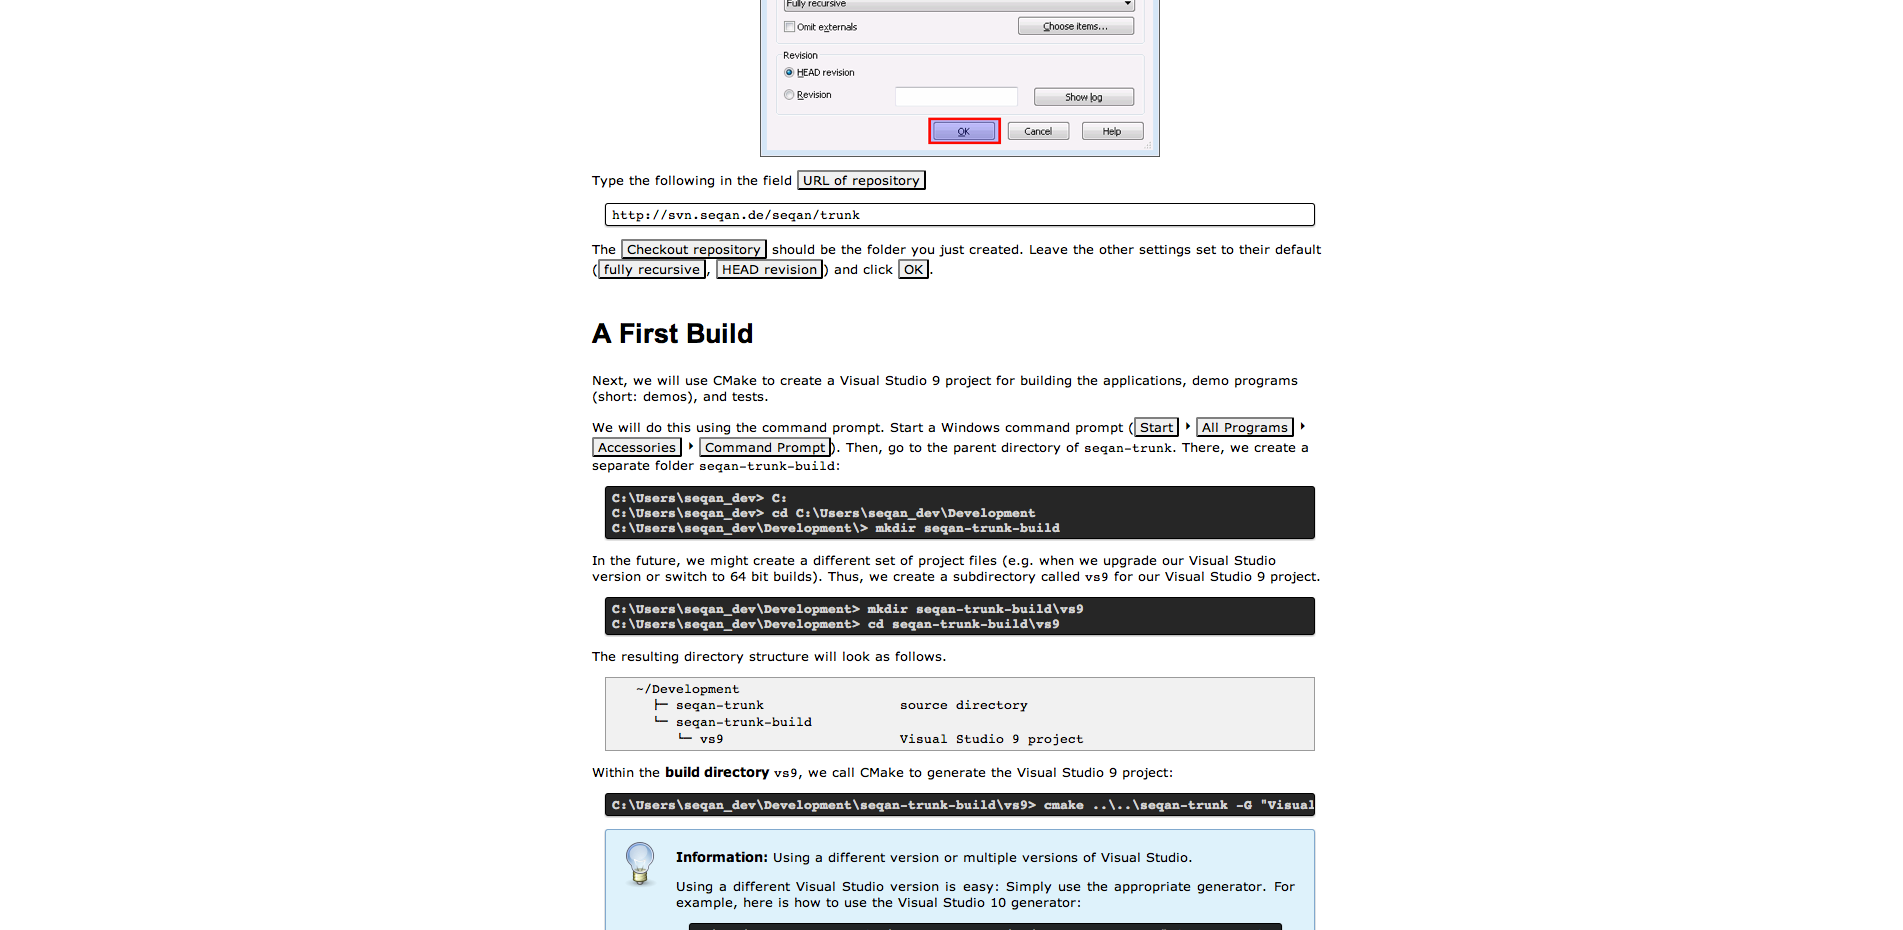 Fully recursive
Omit externals
Choose items...
Revision
HEAD revision
Revision
Show log
OK
Cancel
Help
Type the following in the field URL of repository
http://svn.seqan.de/seqan/trunk
The Checkout repository should be the folder you just created. Leave the other settings set to their default
(fully recursive, HEAD revision) and click OK.
A First Build
Next, we will use CMake to create a Visual Studio 9 project for building the applications, demo programs
(short: demos), and tests.
We will do this using the command prompt. Start a Windows command prompt (Start ‣ All Programs ‣
Accessories ‣ Command Prompt). Then, go to the parent directory of seqan-trunk. There, we create a
separate folder seqan-trunk-build:
C:\Users\seqan_dev> C:
C:\Users\seqan_dev> cd C:\Users\seqan_dev\Development
C:\Users\seqan_dev\Development\> mkdir seqan-trunk-build
In the future, we might create a different set of project files (e.g. when we upgrade our Visual Studio
version or switch to 64 bit builds). Thus, we create a subdirectory called vs9 for our Visual Studio 9 project.
C:\Users\seqan_dev\Development> mkdir seqan-trunk-build\vs9
C:\Users\seqan_dev\Development> cd seqan-trunk-build\vs9
The resulting directory structure will look as follows.
~/Development
├─ seqan-trunk source directory
└─ seqan-trunk-build
└─ vs9 Visual Studio 9 project
Within the build directory vs9, we call CMake to generate the Visual Studio 9 project:
C:\Users\seqan_dev\Development\seqan-trunk-build\vs9> cmake ..\..\seqan-trunk -G "Visual
Information: Using a different version or multiple versions of Visual Studio.
Using a different Visual Studio version is easy: Simply use the appropriate generator. For
example, here is how to use the Visual Studio 10 generator: